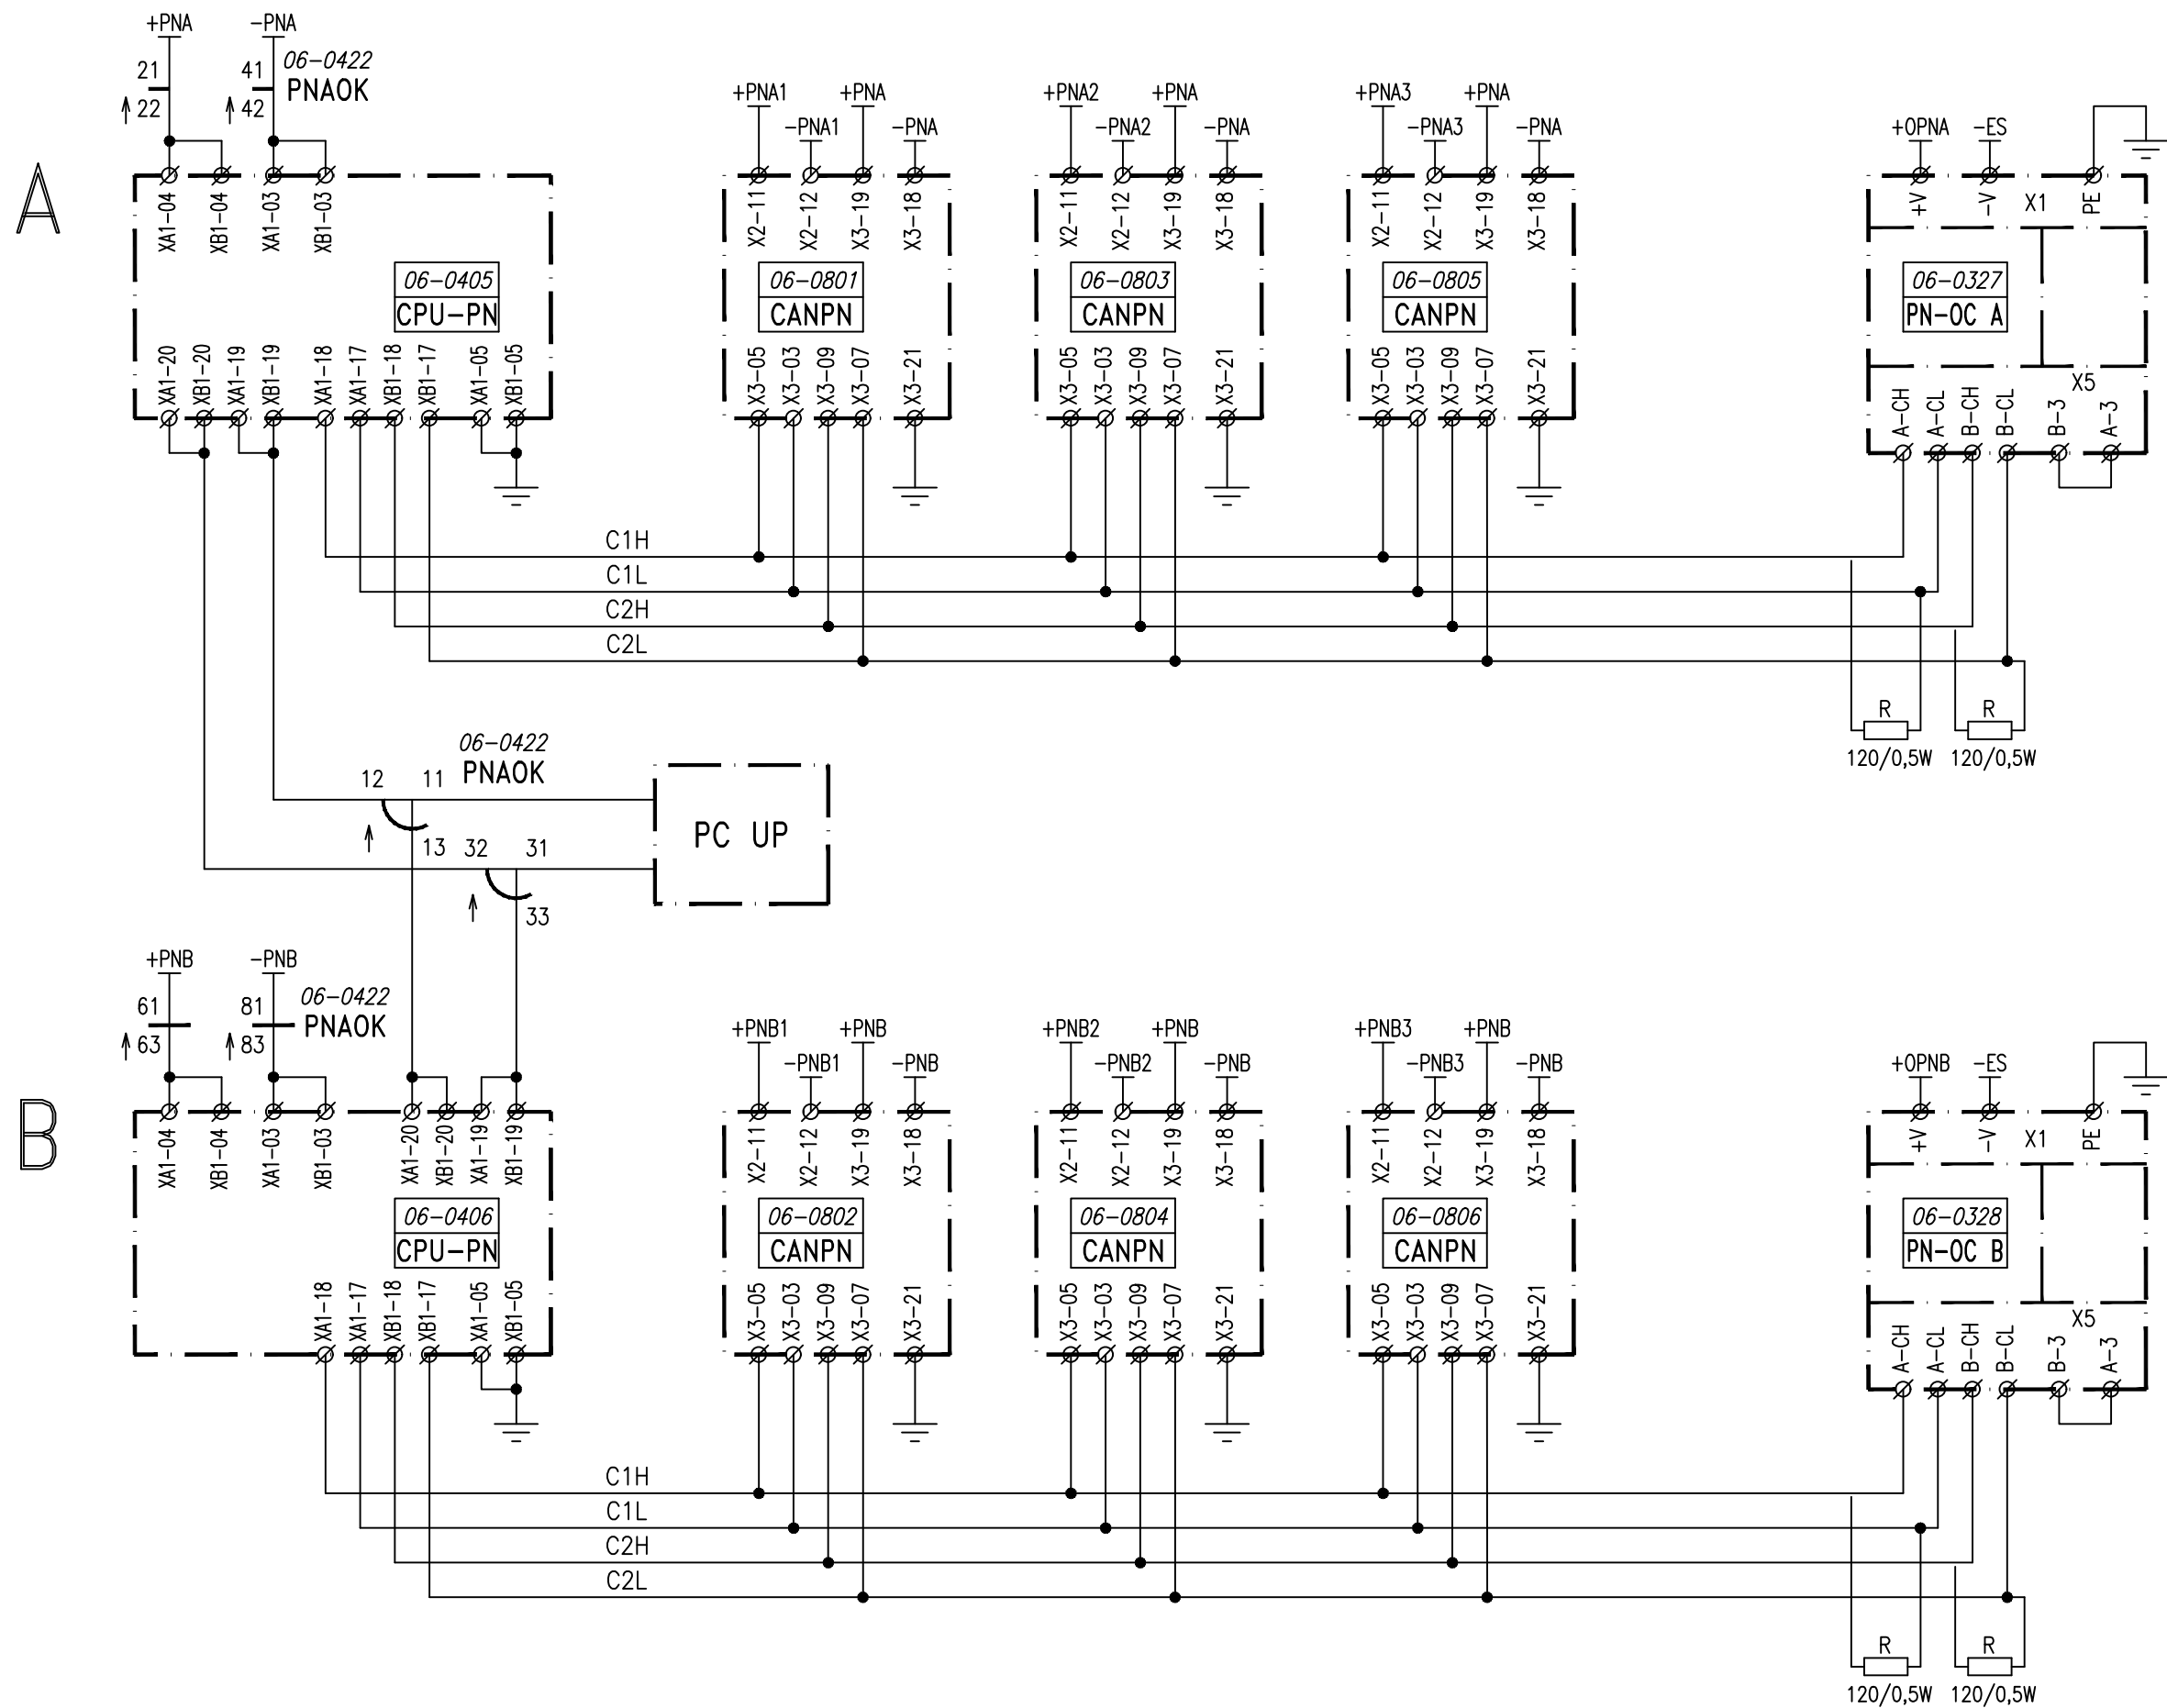 +PNA -PNA
21 41 06-0422
PNAOK
22 42
+PNA1 +PNA +PNA2 +PNA +PNA3 +PNA
-PNA1 -PNA -PNA2 -PNA -PNA3 -PNA +OPNA -ES
A
XA1-04 XB1-04 XA1-03 XB1-03
X2-11 X2-12 X3-19 X3-18
X2-11 X2-12 X3-19 X3-18
X2-11 X2-12 X3-19 X3-18
+V -V X1 PE
06-0405
CPU-PN
06-0801
CANPN
06-0803
CANPN
06-0805
CANPN
06-0327
PN-OC A
XA1-20 XB1-20 XA1-19 XB1-19 XA1-18 XA1-17 XB1-18 XB1-17 XA1-05 XB1-05
X3-05 X3-03 X3-09 X3-07 X3-21
X3-05 X3-03 X3-09 X3-07 X3-21
X3-05 X3-03 X3-09 X3-07 X3-21
X5
A-CH A-CL B-CH B-CL B-3 A-3
C1H
C1L
C2H
C2L
R R
120/0,5W 120/0,5W
06-0422
PNAOK
12 11
13 32 31
33
PC UP
+PNB -PNB
61 81 06-0422
PNAOK
63 83
+PNB1 +PNB +PNB2 +PNB +PNB3 +PNB
-PNB1 -PNB -PNB2 -PNB -PNB3 -PNB +OPNB -ES
B
XA1-04 XB1-04 XA1-03 XB1-03 XA1-20 XB1-20 XA1-19 XB1-19
X2-11 X2-12 X3-19 X3-18
X2-11 X2-12 X3-19 X3-18
X2-11 X2-12 X3-19 X3-18
+V -V X1 PE
06-0406
CPU-PN
06-0802
CANPN
06-0804
CANPN
06-0806
CANPN
06-0328
PN-OC B
XA1-18 XA1-17 XB1-18 XB1-17 XA1-05 XB1-05
X3-05 X3-03 X3-09 X3-07 X3-21
X3-05 X3-03 X3-09 X3-07 X3-21
X3-05 X3-03 X3-09 X3-07 X3-21
X5
A-CH A-CL B-CH B-CL B-3 A-3
C1H
C1L
C2H
C2L
R R
120/0,5W 120/0,5W